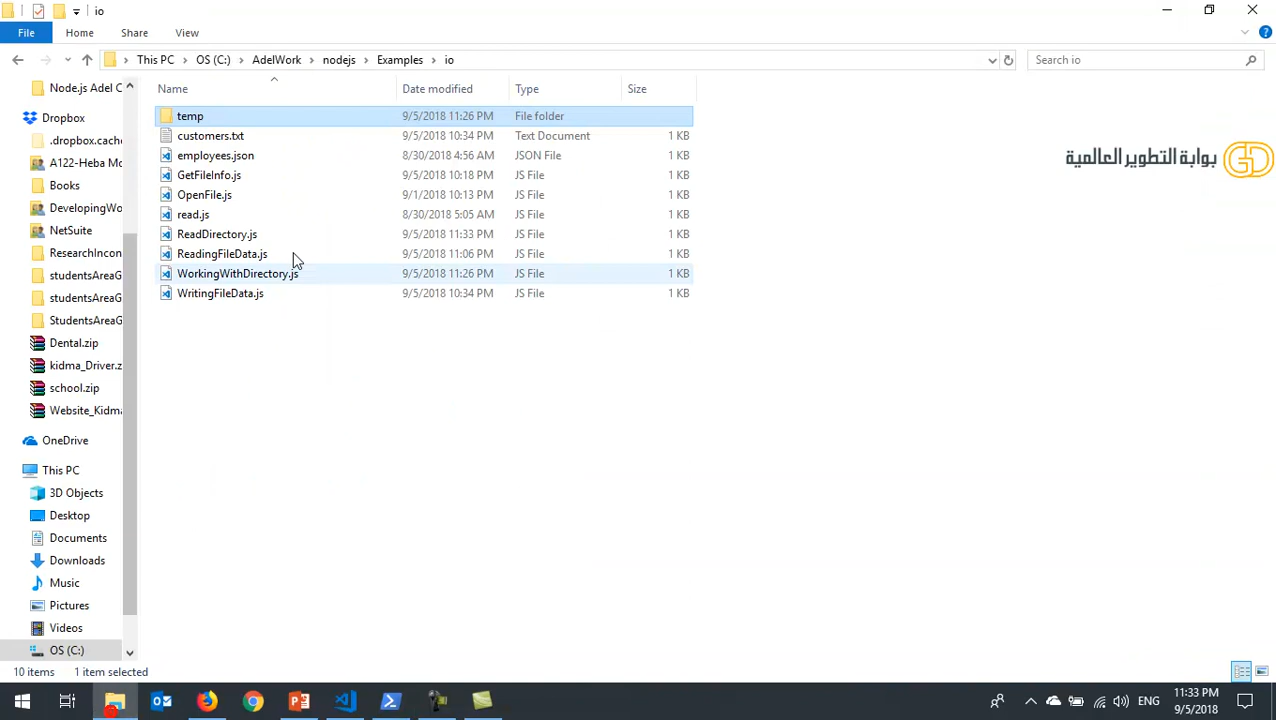 io
File Home Share View
This PC OS (C:) AdelWork nodejs Examples io
Search io
Node.js Adel C
Dropbox
.dropbox.cache
A122-Heba Mo
Books
DevelopingWo
NetSuite
ResearchIncon
studentsAreaG
studentsAreaG
StudentsAreaG
Dental.zip
kidma_Driver.z
school.zip
Website_Kidma
OneDrive
This PC
3D Objects
Desktop
Documents
Downloads
Music
Pictures
Videos
OS (C:)
Name Date modified Type Size
temp 9/5/2018 11:26 PM File folder
customers.txt 9/5/2018 10:34 PM Text Document 1 KB
employees.json 8/30/2018 4:56 AM JSON File 1 KB
GetFileInfo.js 9/5/2018 10:18 PM JS File 1 KB
OpenFile.js 9/1/2018 10:13 PM JS File 1 KB
read.js 8/30/2018 5:05 AM JS File 1 KB
ReadDirectory.js 9/5/2018 11:33 PM JS File 1 KB
ReadingFileData.js 9/5/2018 11:06 PM JS File 1 KB
WorkingWithDirectory.js 9/5/2018 11:26 PM JS File 1 KB
WritingFileData.js 9/5/2018 10:34 PM JS File 1 KB
بوابة التطوير العالمية
10 items 1 item selected
ENG
11:33 PM
9/5/2018